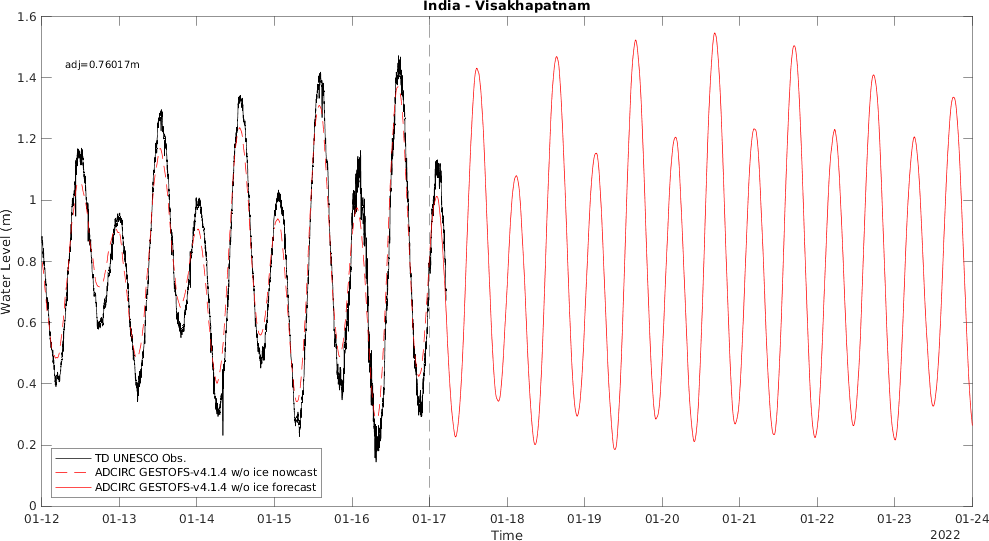 India - Visakhapatnam
adj=0.76017m
Water Level (m)
1.6
1.4
1.2
1
0.8
0.6
0.4
0.2
0
TD UNESCO Obs.
ADCIRC GESTOFS-v4.1.4 w/o ice nowcast
ADCIRC GESTOFS-v4.1.4 w/o ice forecast
01-12 01-13 01-14 01-15 01-16 01-17 01-18 01-19 01-20 01-21 01-22 01-23 01-24
Time
2022